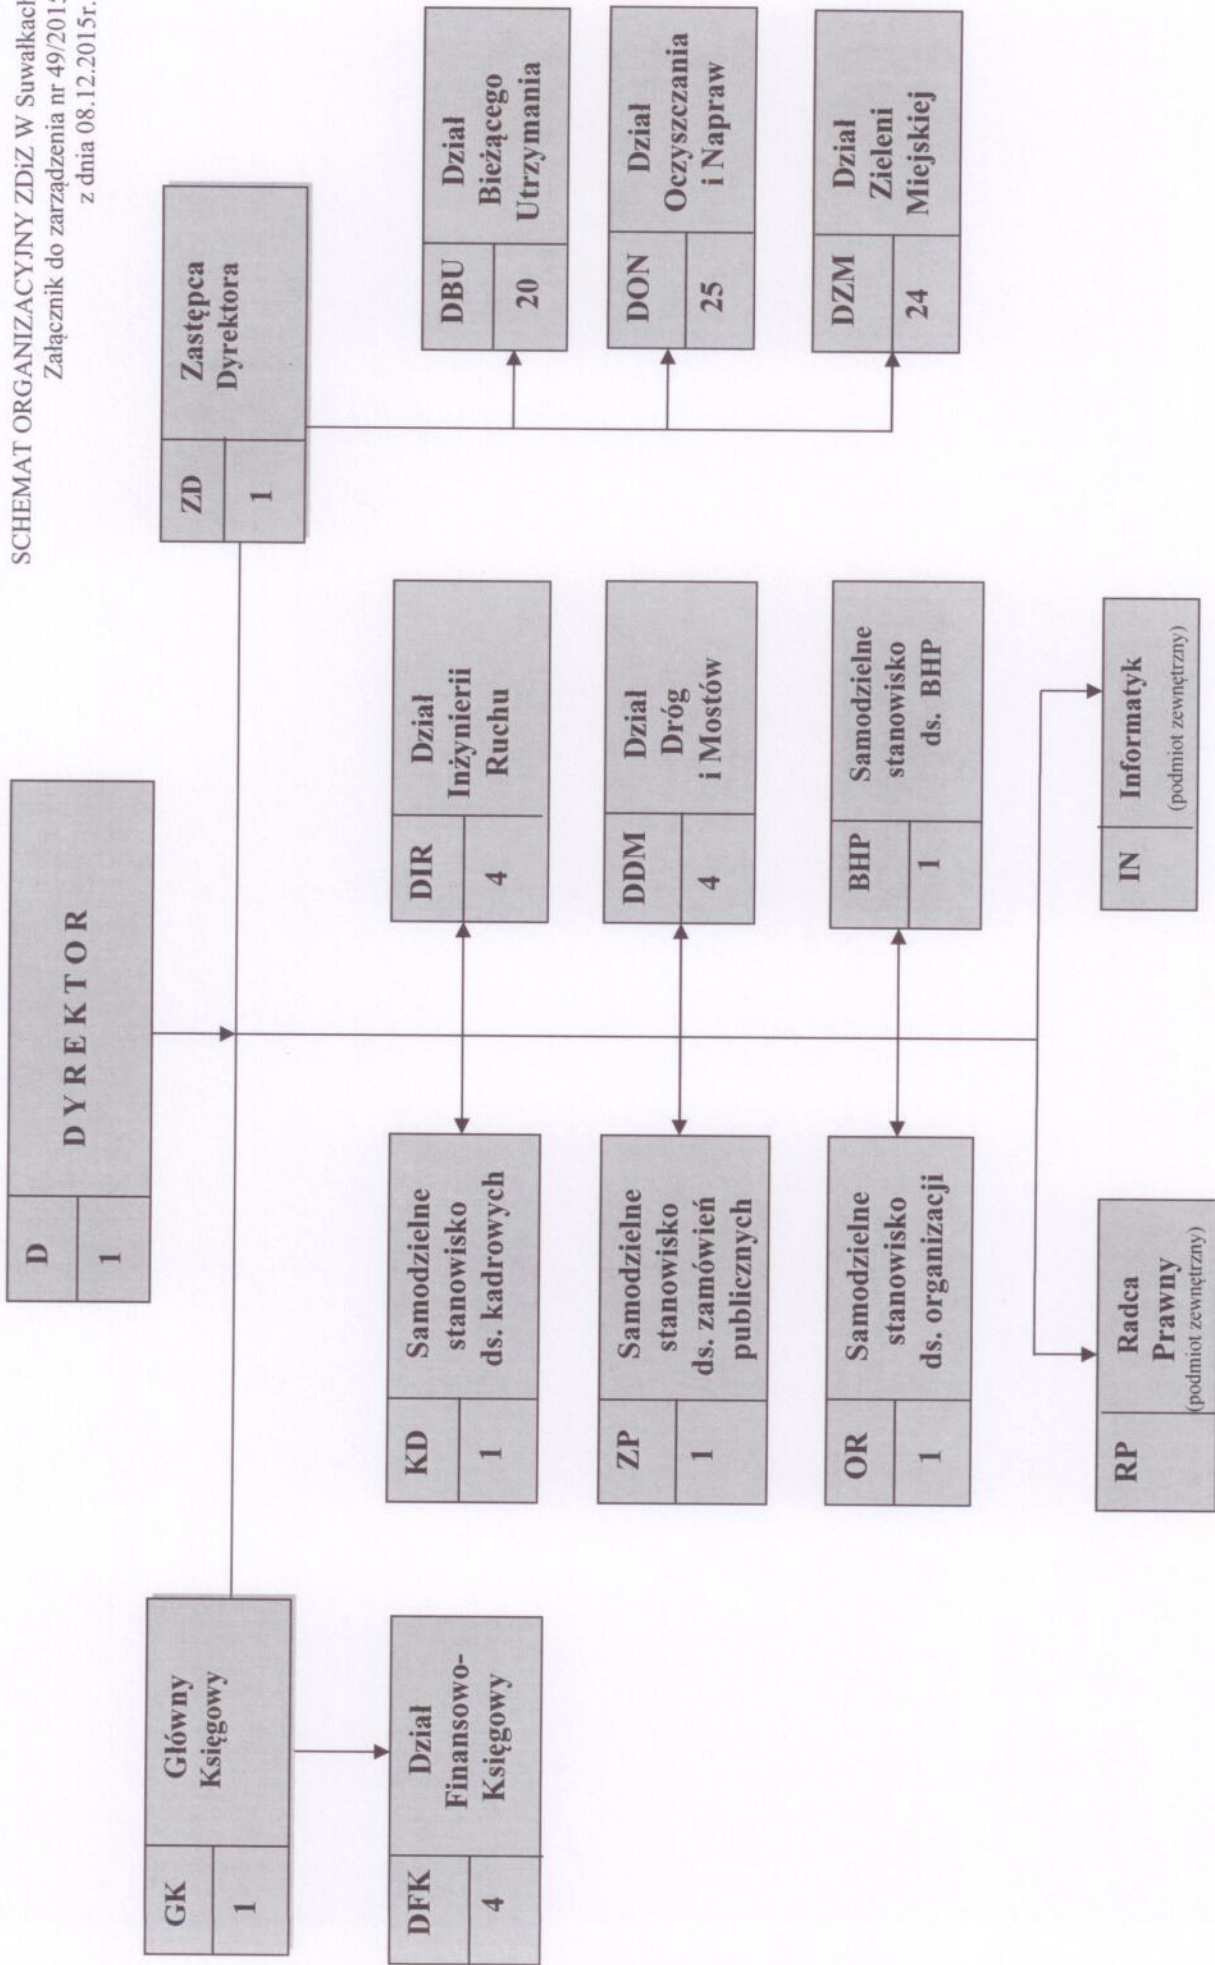 SCHEMAT ORGANIZACYJNY ZDiZ W Suwałkach
Załącznik do zarządzenia nr 49/2015
z dnia 08.12.2015r.
D
1
DYREKTOR
GK
1
Główny
Księgowy
ZD
1
Zastępca
Dyrektora
DFK
4
Dział
Finansowo-
Księgowy
KD
1
Samodzielne
stanowisko
ds. kadrowych
DIR
4
Dział
Inżynierii
Ruchu
DBU
20
Dział
Bieżącego
Utrzymania
ZP
1
Samodzielne
stanowisko
ds. zamówień
publicznych
DDM
4
Dział
Dróg
i Mostów
DON
25
Dział
Oczyszczania
i Napraw
OR
1
Samodzielne
stanowisko
ds. organizacji
BHP
1
Samodzielne
stanowisko
ds. BHP
DZM
24
Dział
Zieleni
Miejskiej
RP
Radca
Prawny
(podmiot zewnętrzny)
IN
Informatyk
(podmiot zewnętrzny)